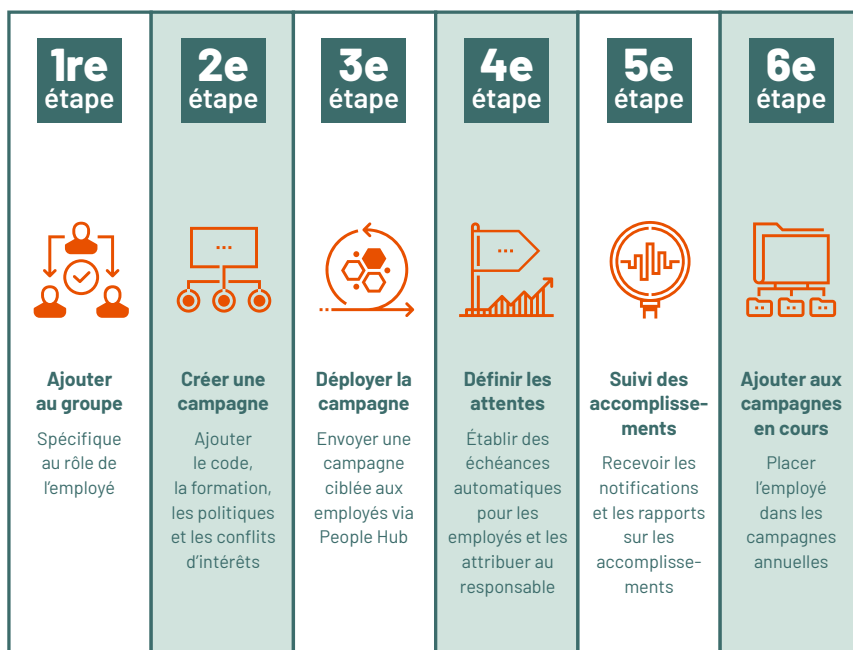 1re
étape
Ajouter
au groupe
Spécifique
au rôle de
l'employé
2e
étape
Créer une
campagne
Ajouter
le code,
la formation,
les politiques
et les conflits
d'intérêts
3e
étape
Déployer la
campagne
Envoyer une
campagne
ciblée aux
employés via
People Hub
4e
étape
Définir les
attentes
Établir des
échéances
automatiques
pour les
employés et les
attribuer au
responsable
5e
étape
Suivi des
accomplisse-
ments
Recevoir les
notifications
et les rapports
sur les
accomplisse-
ments
6e
étape
Ajouter aux
campagnes
en cours
Placer
l'employé
dans les
campagnes
annuelles